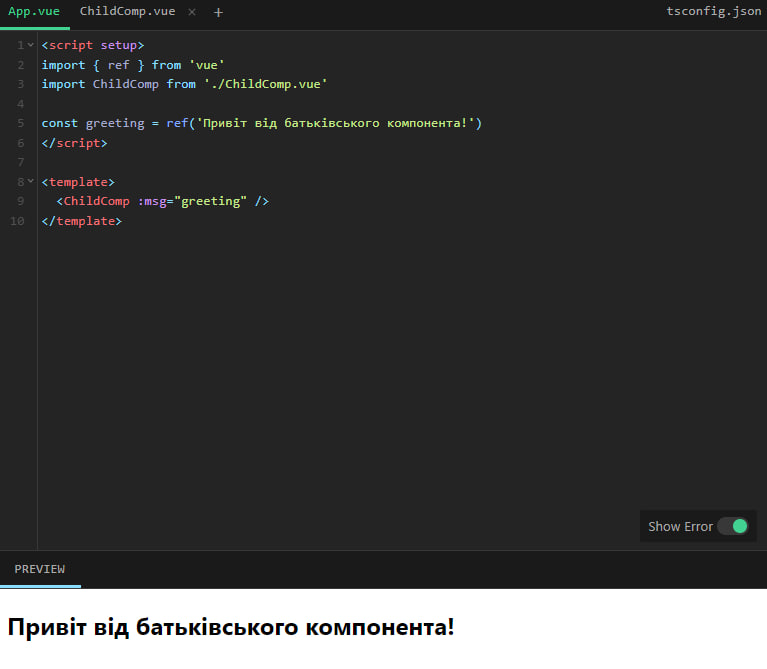 App.vue ChildComp.vue × + tsconfig.json
1 <script setup>
2 import { ref } from 'vue'
3 import ChildComp from './ChildComp.vue'
4
5 const greeting = ref('Привіт від батьківського компонента!')
6 </script>
7
8 <template>
9   <ChildComp :msg="greeting" />
10 </template>
Show Error
PREVIEW
Привіт від батьківського компонента!